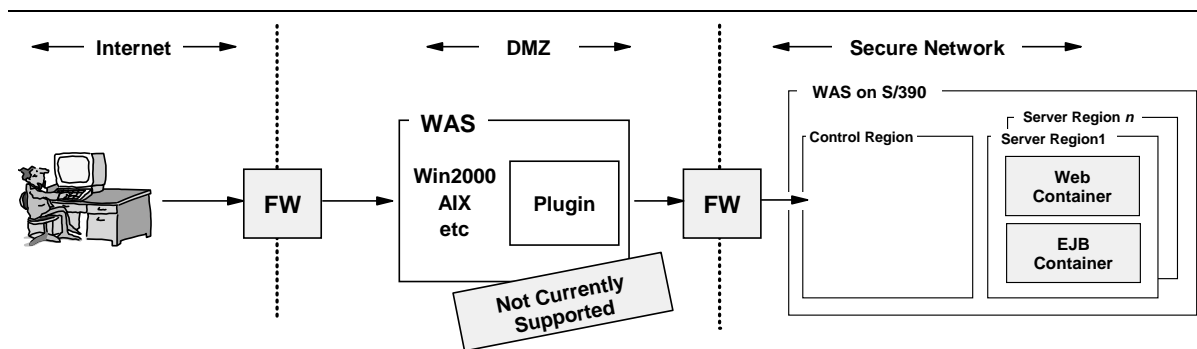 Internet
DMZ
Secure Network
WAS on S/390
WAS
Server Region n
Control Region
Server Region1
Win2000
AIX
etc
Plugin
FW
FW
Web
Container
EJB
Container
Not Currently
Supported